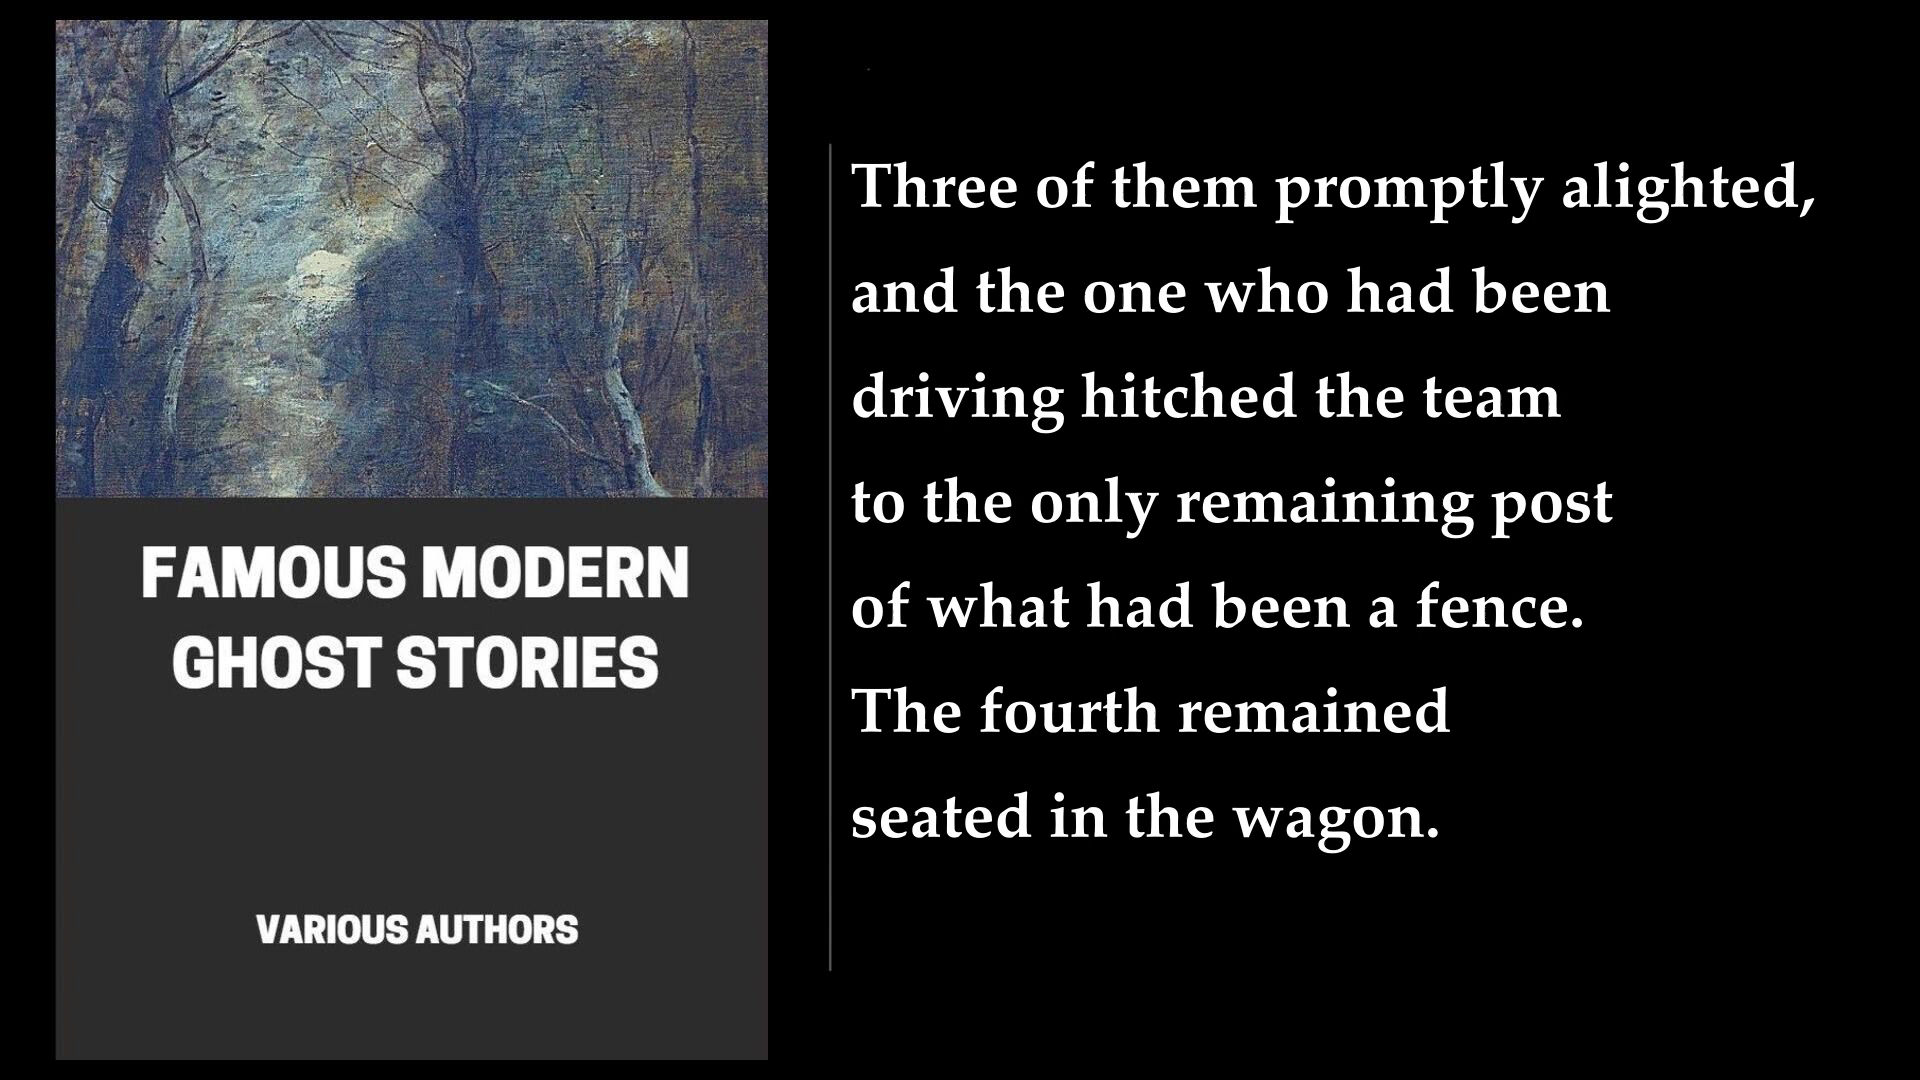 FAMOUS MODERN
GHOST STORIES
VARIOUS AUTHORS
Three of them promptly alighted,
and the one who had been
driving hitched the team
to the only remaining post
of what had been a fence.
The fourth remained
seated in the wagon.